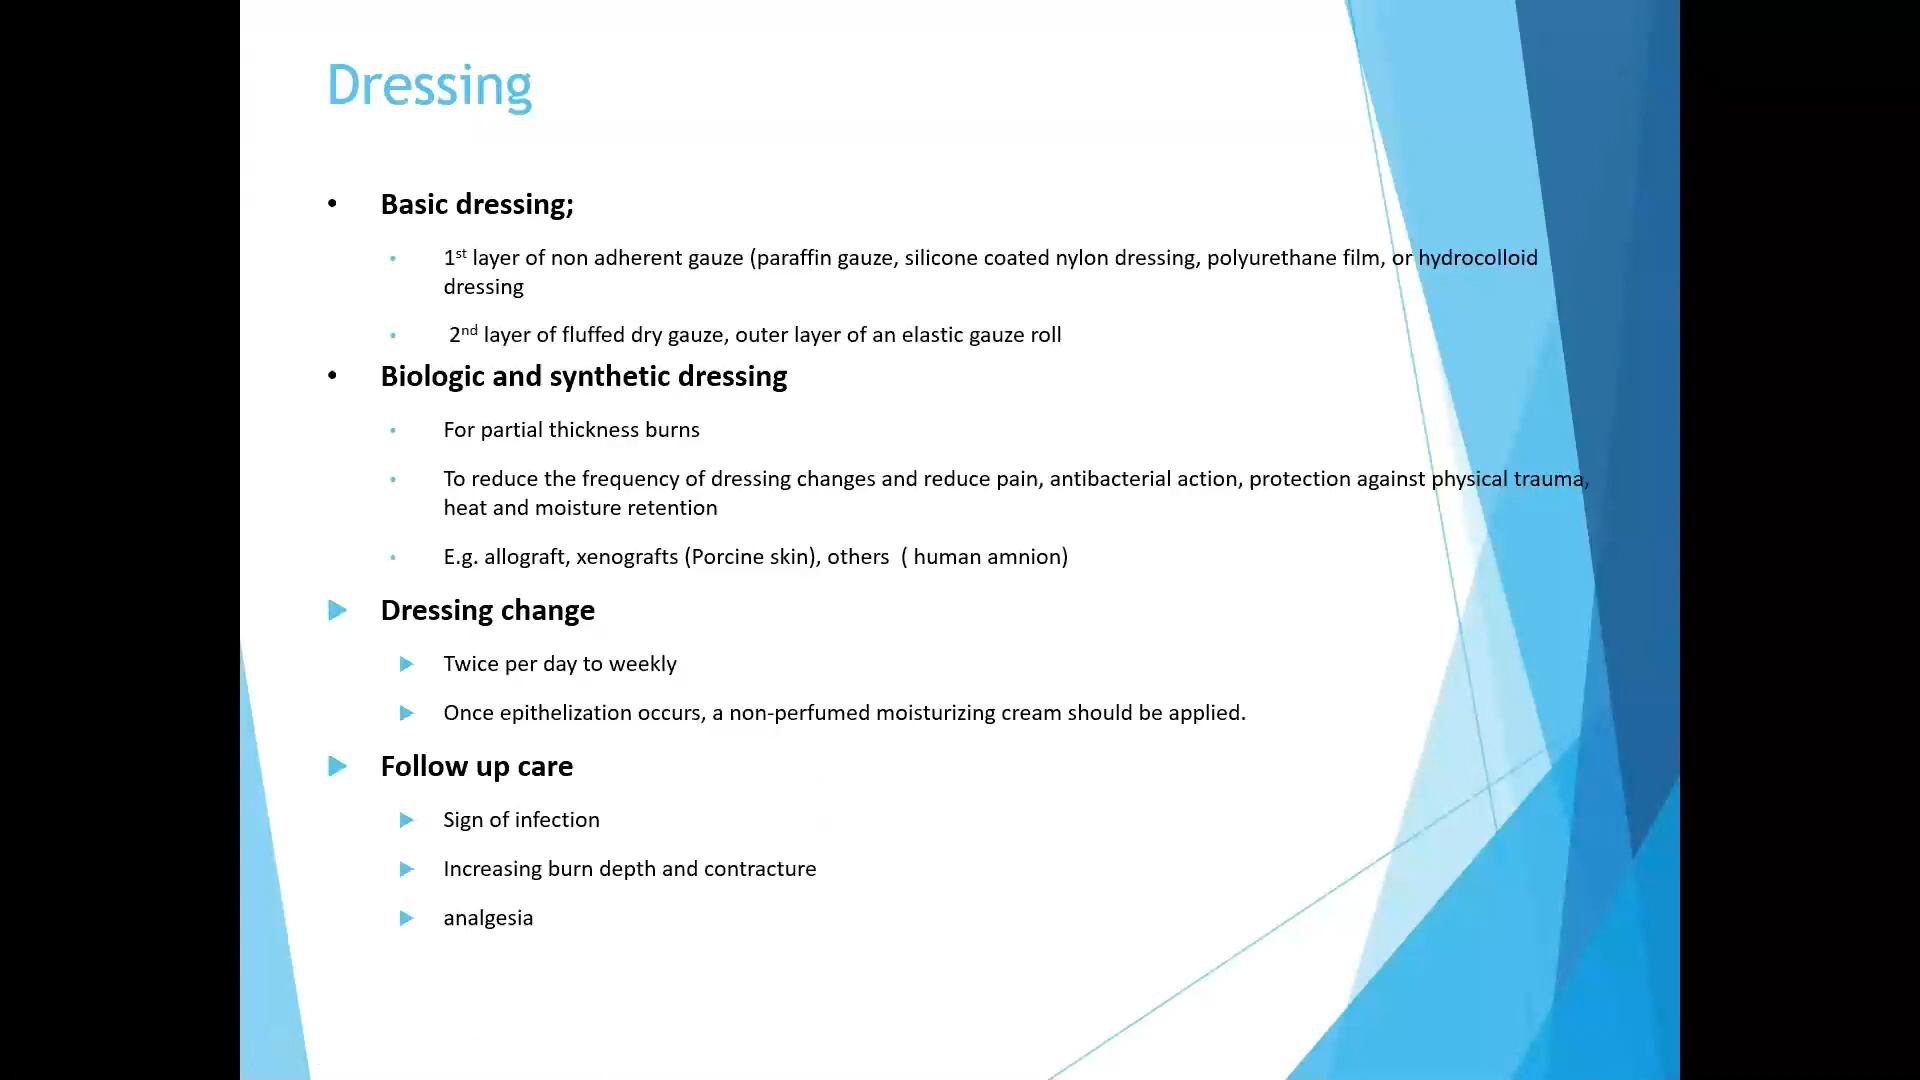 Dressing
• Basic dressing;
• 1st layer of non adherent gauze (paraffin gauze, silicone coated nylon dressing, polyurethane film, or hydrocolloid
dressing
• 2nd layer of fluffed dry gauze, outer layer of an elastic gauze roll
• Biologic and synthetic dressing
• For partial thickness burns
• To reduce the frequency of dressing changes and reduce pain, antibacterial action, protection against physical trauma,
heat and moisture retention
• E.g. allograft, xenografts (Porcine skin), others ( human amnion)
Dressing change
Twice per day to weekly
Once epithelization occurs, a non-perfumed moisturizing cream should be applied.
Follow up care
Sign of infection
Increasing burn depth and contracture
analgesia